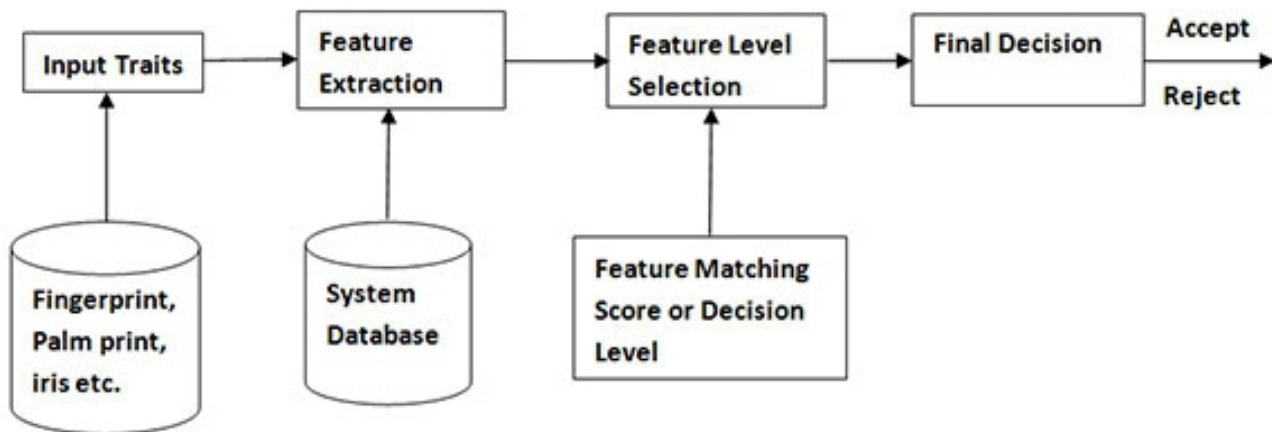 Input Traits
Feature
Extraction
Feature Level
Selection
Final Decision
Accept
Reject
Fingerprint,
Palm print,
iris etc.
System
Database
Feature Matching
Score or Decision
Level